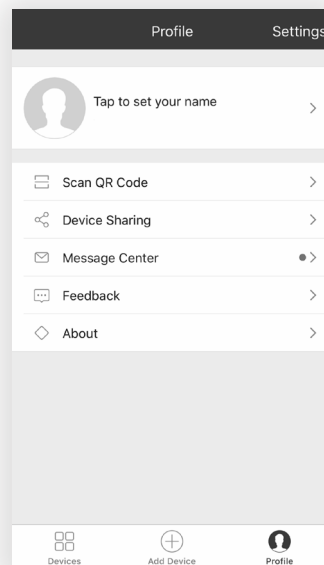 Profile
Settings
Tap to set your name
Scan QR Code
Device Sharing
Message Center
Feedback
About
Devices
Add Device
Profile